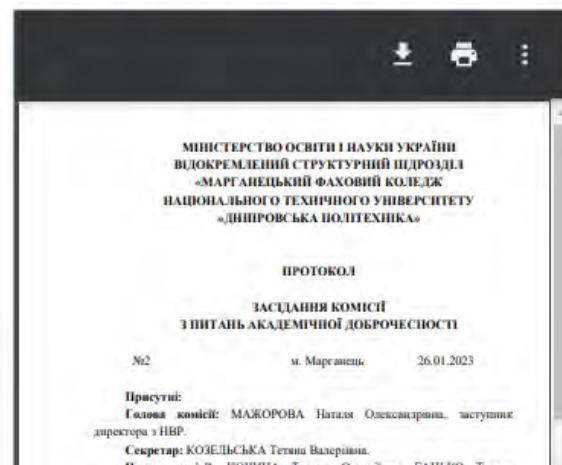 МІНІСТЕРСТВО ОСВІТИ І НАУКИ УКРАЇНИ
ВІДОКРЕМЛЕНИЙ СТРУКТУРНИЙ ПІДРОЗДІЛ
«МАРГАНЕЦЬКИЙ ФАХОВИЙ КОЛЕДЖ
НАЦІОНАЛЬНОГО ТЕХНІЧНОГО УНІВЕРСИТЕТУ
«ДНІПРОВСЬКА ПОЛІТЕХНІКА»
ПРОТОКОЛ
ЗАСІДАННЯ КОМІСІЇ
З ПИТАНЬ АКАДЕМІЧНОЇ ДОБРОЧЕСНОСТІ
№2 м. Марганець 26.01.2023
Присутні:
Голова комісії: МАЖОРОВА Наталя Олександрівна, заступник
директора з НВР.
Секретар: КОЗЕЛЬСЬКА Тетяна Валеріївна.